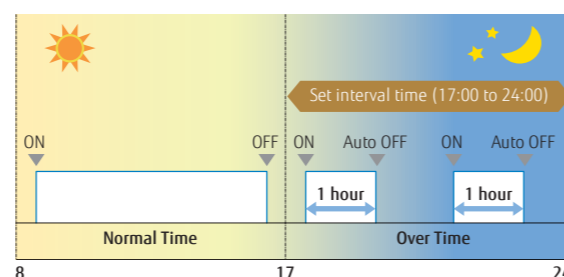 Set interval time (17:00 to 24:00)
ON OFF ON Auto OFF ON Auto OFF
1 hour 1 hour
Normal Time Over Time
8 17 24